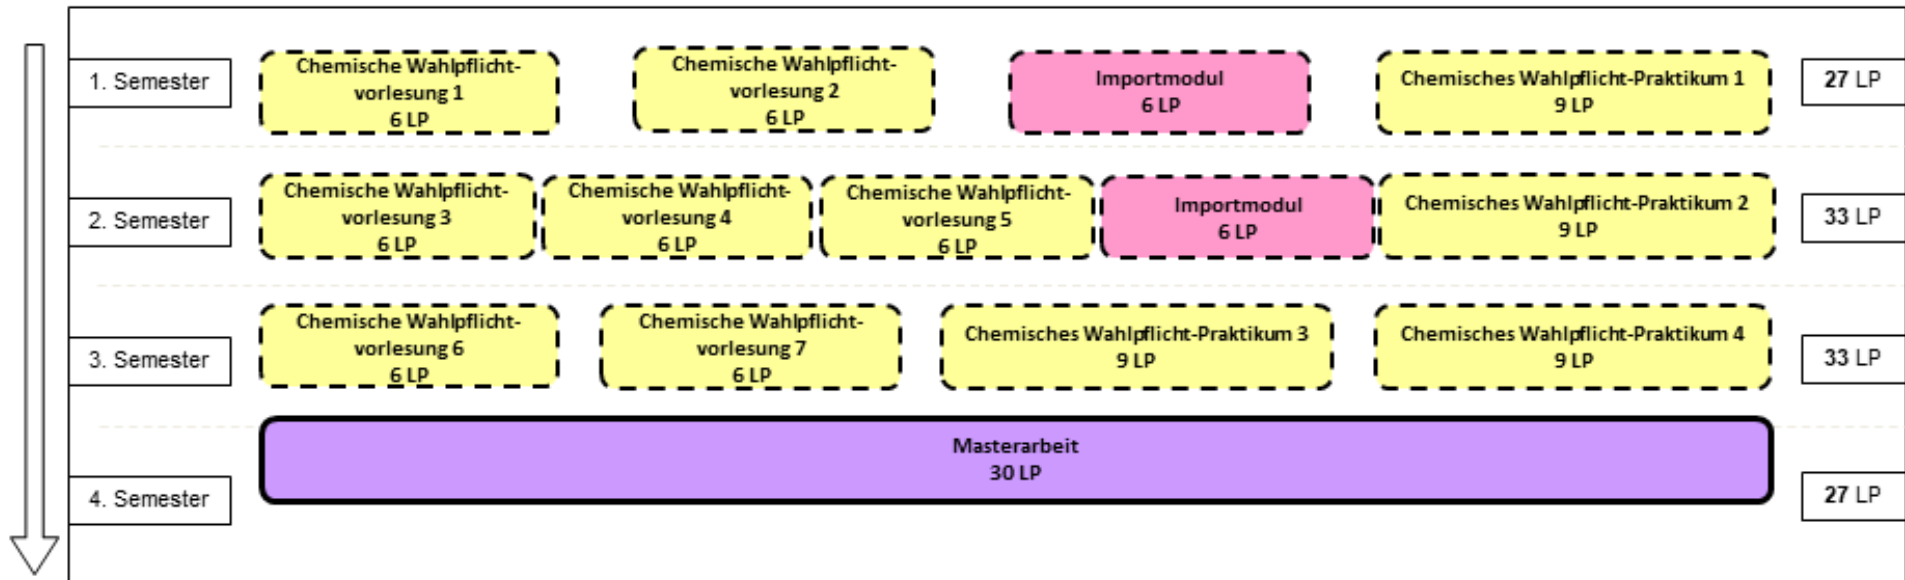 1. Semester
Chemische Wahlpflicht-
vorlesung 1
6 LP
Chemische Wahlpflicht-
vorlesung 2
6 LP
Importmodul
6 LP
Chemisches Wahlpflicht-Praktikum 1
9 LP
27 LP
2. Semester
Chemische Wahlpflicht-
vorlesung 3
6 LP
Chemische Wahlpflicht-
vorlesung 4
6 LP
Chemische Wahlpflicht-
vorlesung 5
6 LP
Importmodul
6 LP
Chemisches Wahlpflicht-Praktikum 2
9 LP
33 LP
3. Semester
Chemische Wahlpflicht-
vorlesung 6
6 LP
Chemische Wahlpflicht-
vorlesung 7
6 LP
Chemisches Wahlpflicht-Praktikum 3
9 LP
Chemisches Wahlpflicht-Praktikum 4
9 LP
33 LP
4. Semester
Masterarbeit
30 LP
27 LP